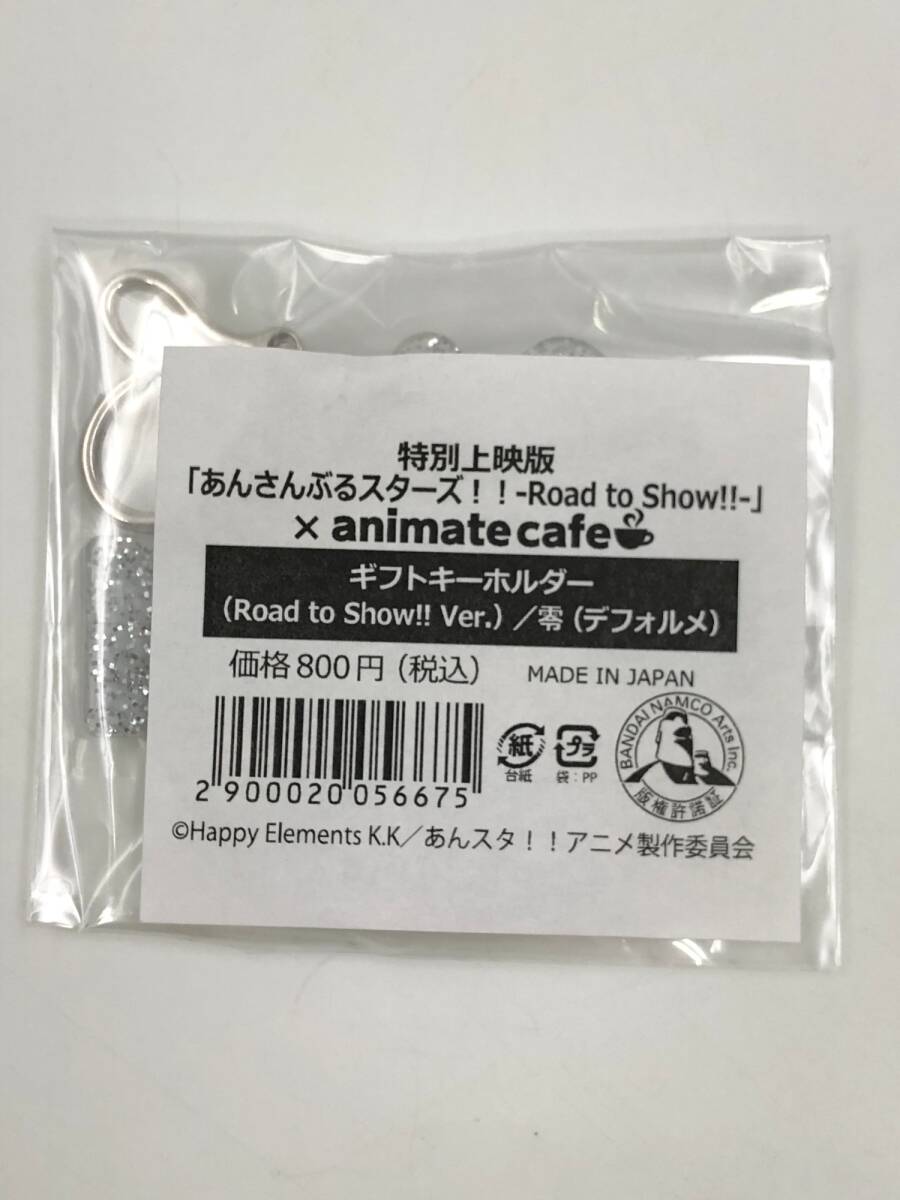 特別上映版
「あんさんぶるスターズ！！-Road to Show!!-」
× animate cafe
ギフトキーホルダー
（Road to Show!! Ver.）／零（デフォルメ）
価格800円（税込） MADE IN JAPAN
紙
台紙
プラ
袋：PP
BANDAI NAMCO Arts Inc.
版権許諾証
2 900020 056675
©Happy Elements K.K／あんスタ！！アニメ製作委員会